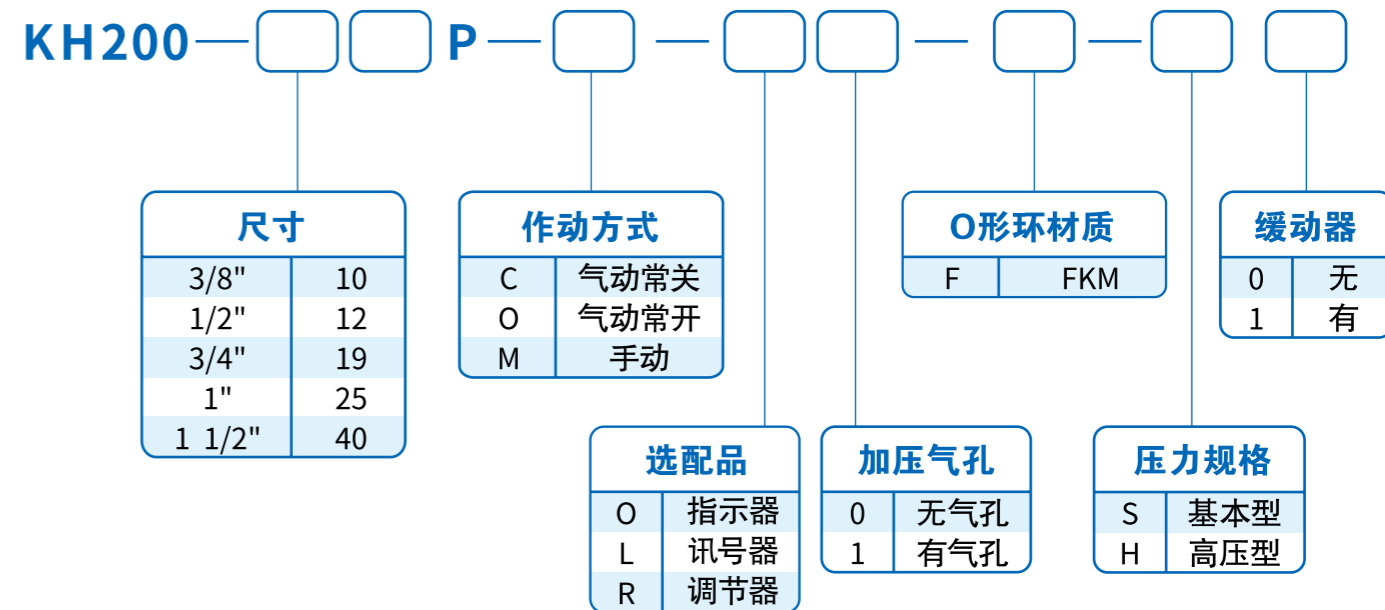 KH200— P— — — —
尺寸
3/8" 10
1/2" 12
3/4" 19
1" 25
1 1/2" 40
作动方式
C 气动常关
O 气动常开
M 手动
O形环材质
F FKM
缓动器
0 无
1 有
选配品
O 指示器
L 讯号器
R 调节器
加压气孔
0 无气孔
1 有气孔
压力规格
S 基本型
H 高压型